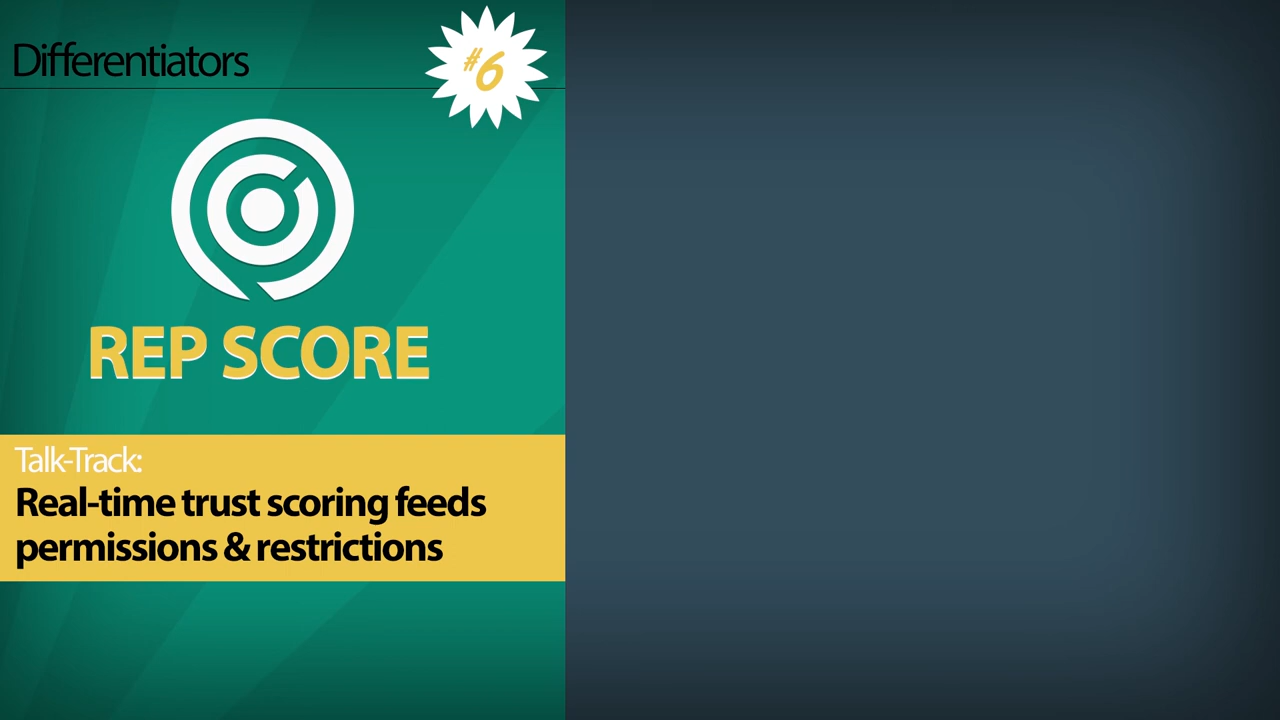 Differentiators
#6
REP SCORE
Talk-Track:
Real-time trust scoring feeds
permissions & restrictions